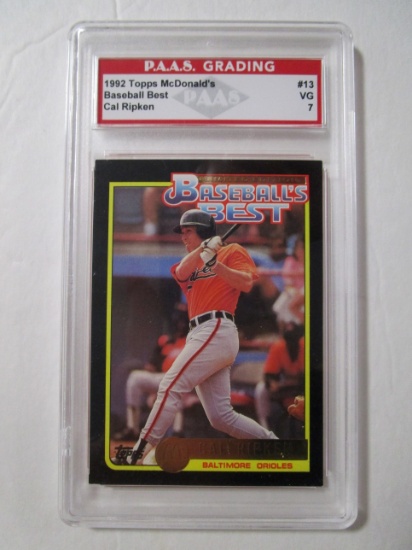 P.A.A.S. GRADING
1992 Topps McDonald's #13
Baseball Best VG
Cal Ripken 7
PAAS
BASEBALL'S
BEST
Topps
BALTIMORE ORIOLES